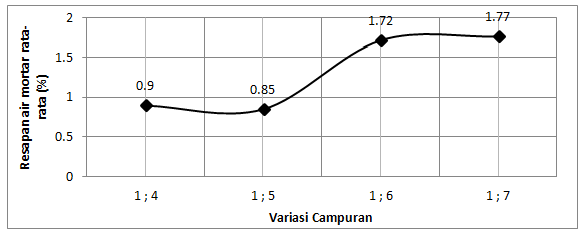 Resapan air mortar rata-
rata (%)
2
1.5
1
0.5
0
0.9
0.85
1.72
1.77
1 ; 4
1 ; 5
1 ; 6
1 ; 7
Variasi Campuran